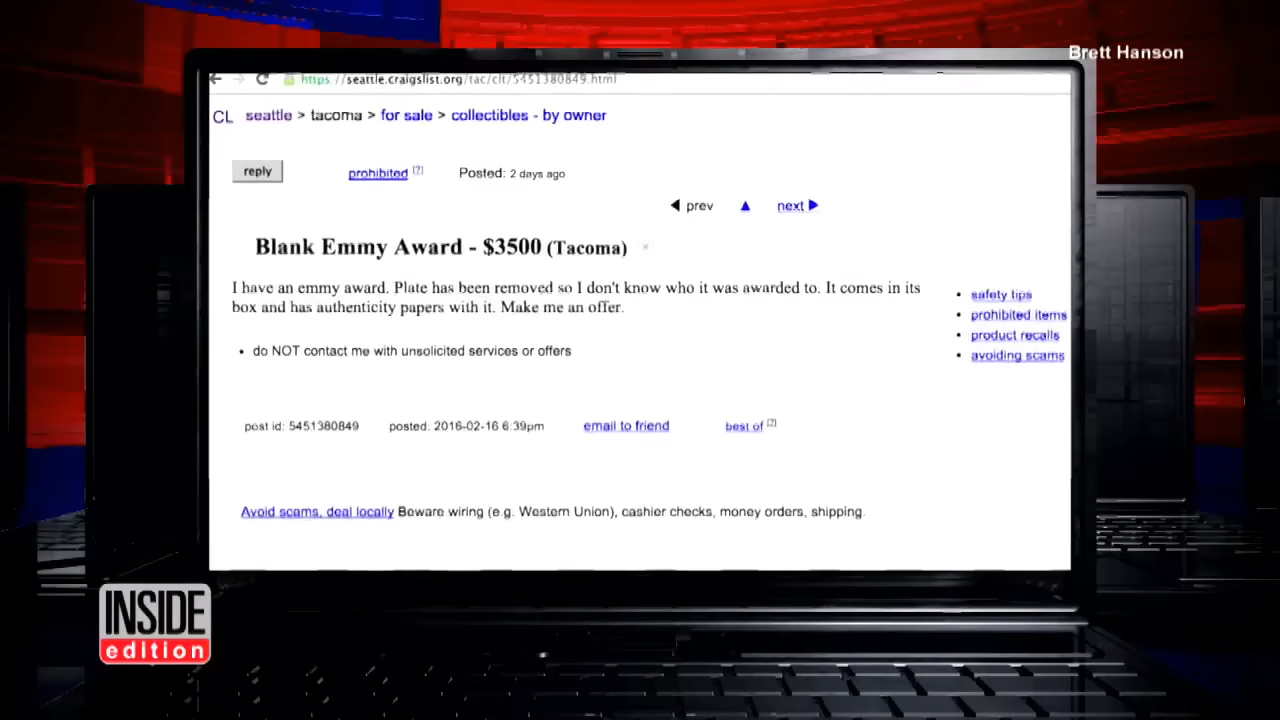 Brett Hanson
https://seattle.craigslist.org/tac/clt/5451380849.html
CL seattle > tacoma > for sale > collectibles - by owner
reply prohibited [?] Posted: 2 days ago
◀ prev ▲ next ▶
Blank Emmy Award - $3500 (Tacoma)
I have an emmy award. Plate has been removed so I don't know who it was awarded to. It comes in its
box and has authenticity papers with it. Make me an offer.
• safety tips
• prohibited items
• product recalls
• avoiding scams
• do NOT contact me with unsolicited services or offers
post id: 5451380849 posted: 2016-02-16 6:39pm email to friend best of [?]
Avoid scams, deal locally Beware wiring (e.g. Western Union), cashier checks, money orders, shipping.
INSIDE
edition